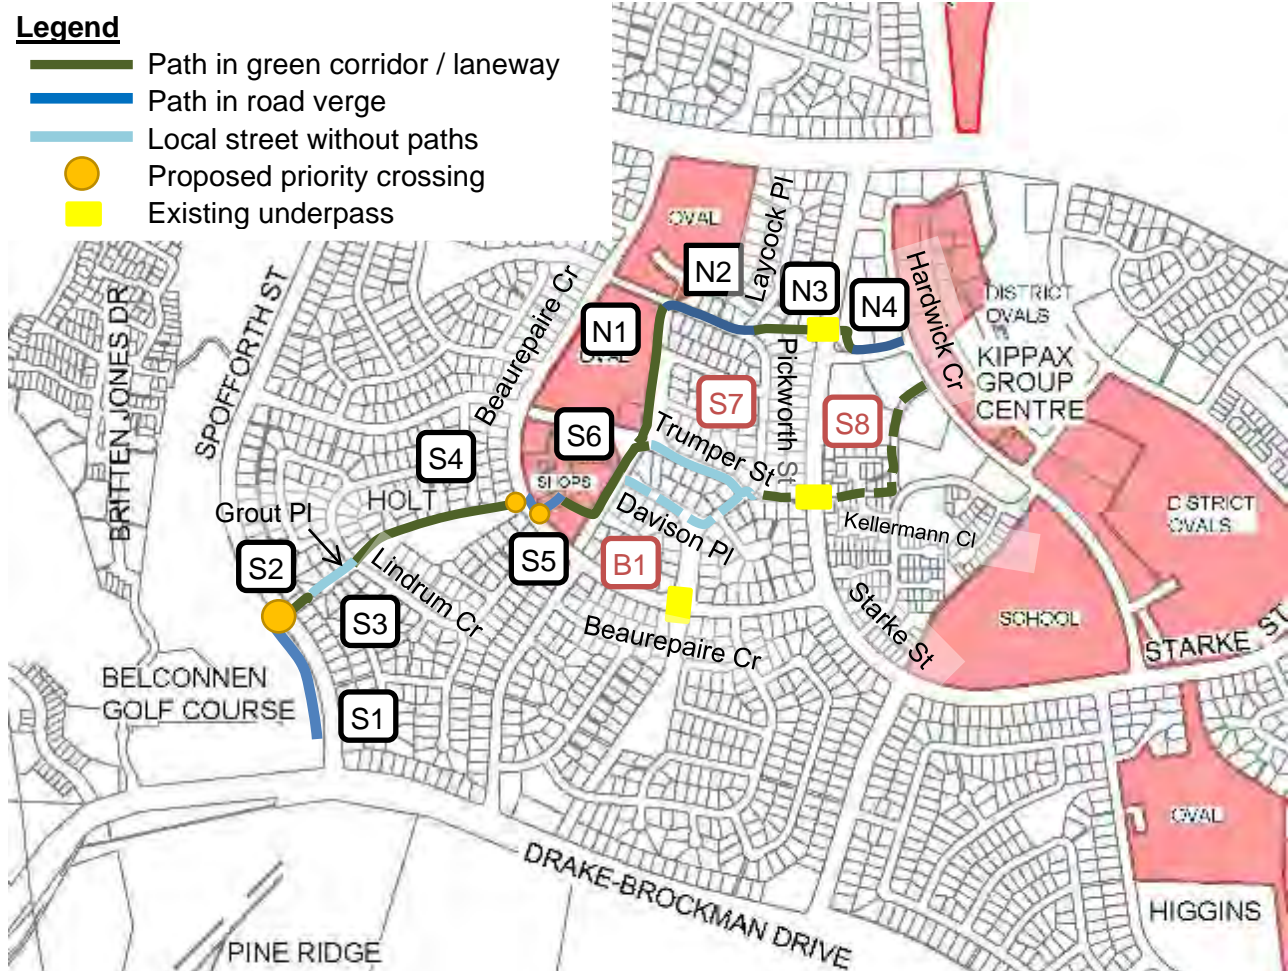 Legend
Path in green corridor / laneway
Path in road verge
Local street without paths
Proposed priority crossing
Existing underpass
OVAL
Laycock Pl
N2
N3
N4
Hardwick Cr
DISTRICT
OVALS
KIPPAX
GROUP
CENTRE
BRITTEN JONES DR
SPOFFORTH ST
Beaurepaire Cr
N1
OVAL
Pickworth St
S7
S8
S6
Trumper St
S4
SHOPS
HOLT
Grout Pl
Davison Pl
Kellermann Cl
DISTRICT
OVALS
S2
S5
B1
Lindrum Cr
S3
Beaurepaire Cr
Starke St
SCHOOL
STARKE ST
BELCONNEN
GOLF COURSE
S1
OVAL
DRAKE-BROCKMAN DRIVE
HIGGINS
PINE RIDGE